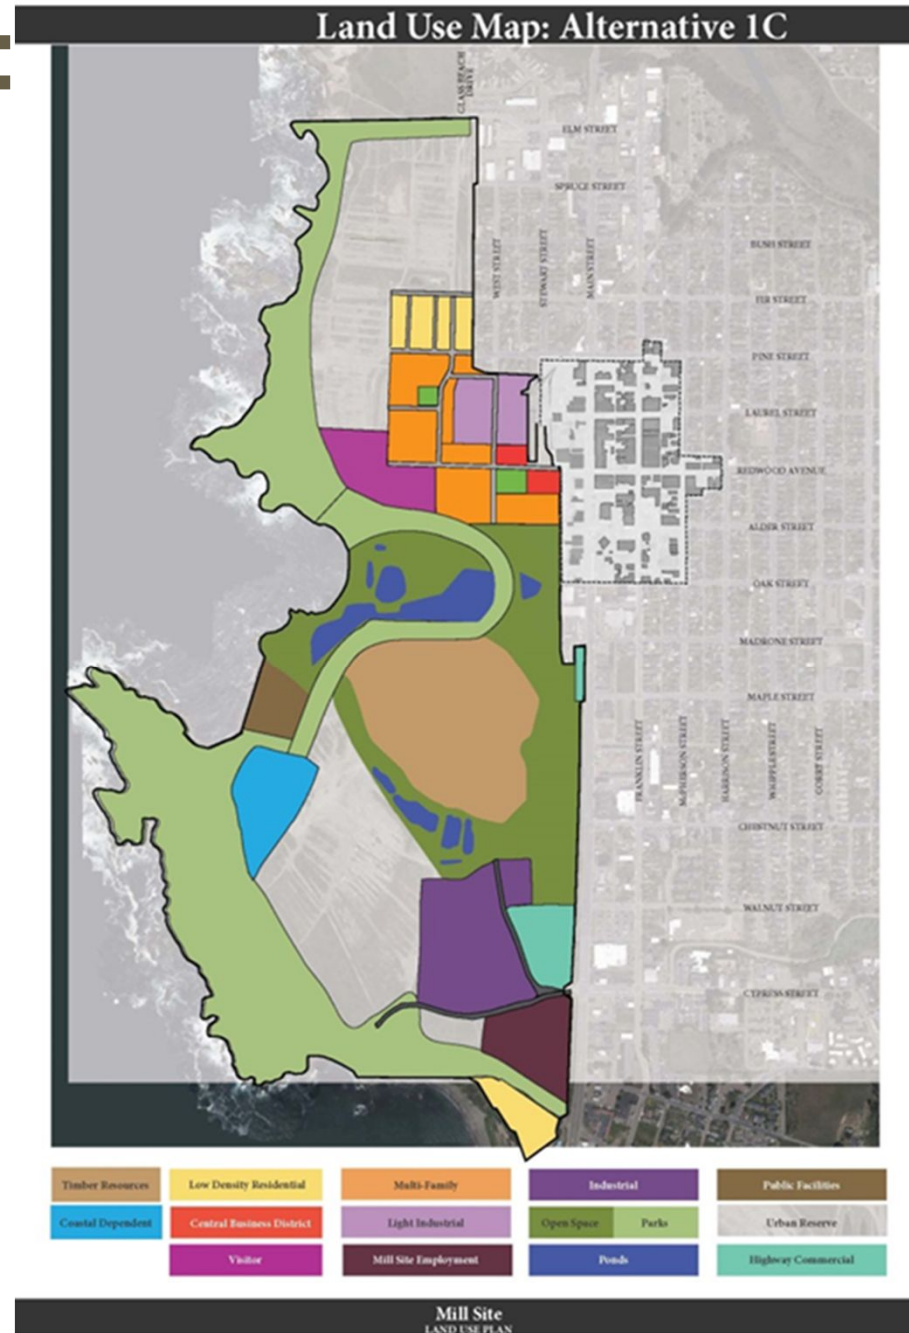 Land Use Map: Alternative 1C
GLASS BEACH
DRIVE
ELM STREET
SPRUCE STREET
BUSH STREET
WEST STREET
STEWART STREET
MAIN STREET
FIR STREET
PINE STREET
LAUREL STREET
REDWOOD AVENUE
ALDER STREET
OAK STREET
MADRONE STREET
MAPLE STREET
FRANKLIN STREET
McPHERSON STREET
HARRISON STREET
WHIPPLE STREET
CORRY STREET
CHESTNUT STREET
WALNUT STREET
CYPRESS STREET
Timber Resources
Low Density Residential
Multi-Family
Industrial
Public Facilities
Coastal Dependent
Central Business District
Light Industrial
Open Space
Parks
Urban Reserve
Visitor
Mill Site Employment
Ponds
Highway Commercial
Mill Site
LAND USE PLAN